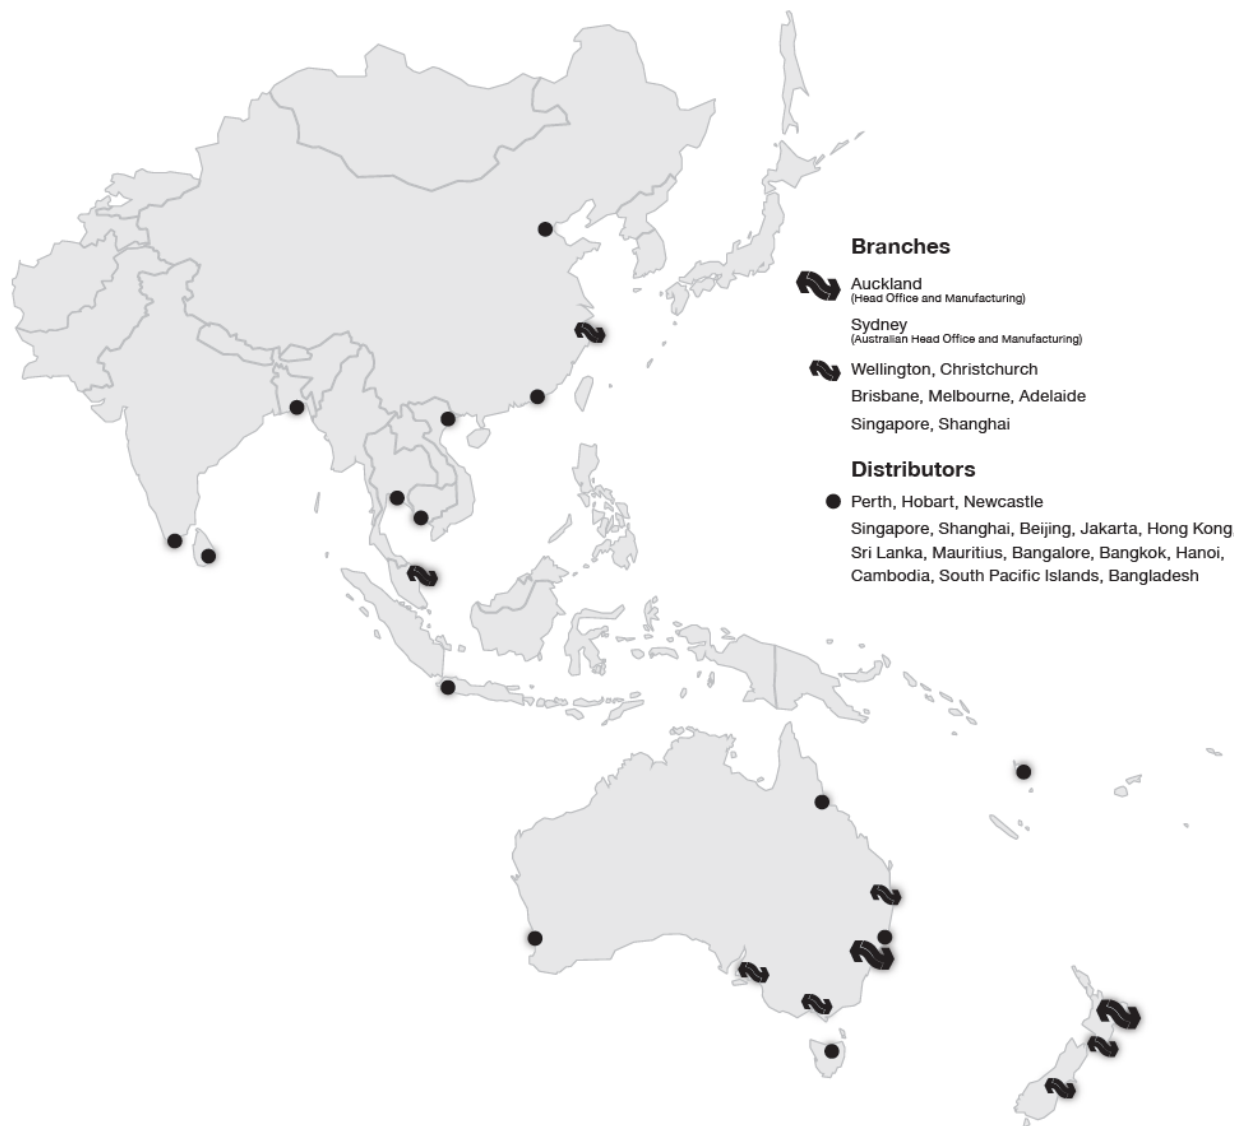 Branches
Auckland
(Head Office and Manufacturing)
Sydney
(Australian Head Office and Manufacturing)
Wellington, Christchurch
Brisbane, Melbourne, Adelaide
Singapore, Shanghai
Distributors
Perth, Hobart, Newcastle
Singapore, Shanghai, Beijing, Jakarta, Hong Kong,
Sri Lanka, Mauritius, Bangalore, Bangkok, Hanoi,
Cambodia, South Pacific Islands, Bangladesh